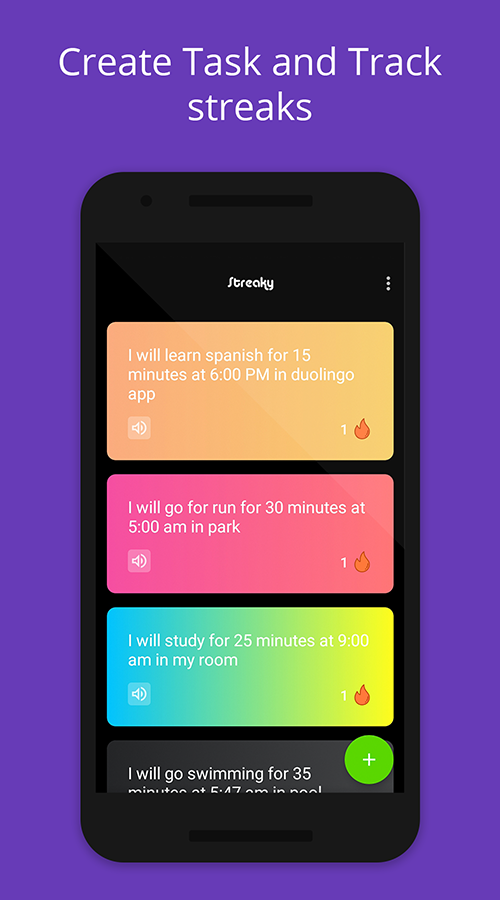 Create Task and Track
streaks
Streaky
I will learn spanish for 15
minutes at 6:00 PM in duolingo
app
1
I will go for run for 30 minutes at
5:00 am in park
1
I will study for 25 minutes at 9:00
am in my room
1
I will go swimming for 35
minutes at 5:47 am in pool